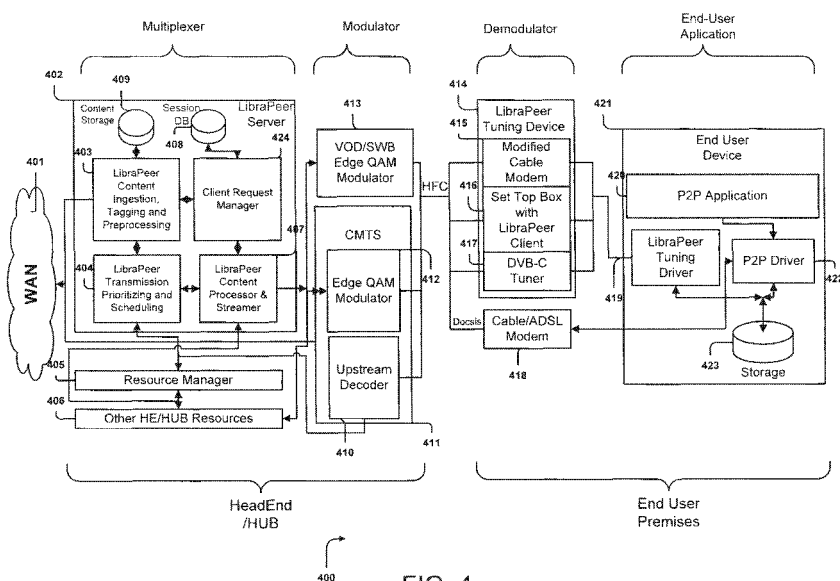 Multiplexer
Modulator
Demodulator
End-User
Aplication
402
409
Content
Storage
Session
DB
408
LibraPeer
Server
424
403
LibraPeer
Content
Ingestion,
Tagging and
Preprocessing
Client Request
Manager
401
WAN
404
LibraPeer
Transmission
Prioritizing and
Scheduling
407
LibraPeer
Content
Processor &
Streamer
405
Resource Manager
406
Other HE/HUB Resources
413
VOD/SWB
Edge QAM
Modulator
CMTS
Edge QAM
Modulator
412
Upstream
Decoder
410
411
HFC
414
LibraPeer
Tuning Device
415
Modified
Cable
Modem
416
Set Top Box
with
LibraPeer
Client
417
DVB-C
Tuner
Docsis
Cable/ADSL
Modem
418
421
End User
Device
420
P2P Application
LibraPeer
Tuning Driver
419
P2P Driver
422
423
Storage
HeadEnd
/HUB
End User
Premises
400
FIG. 4